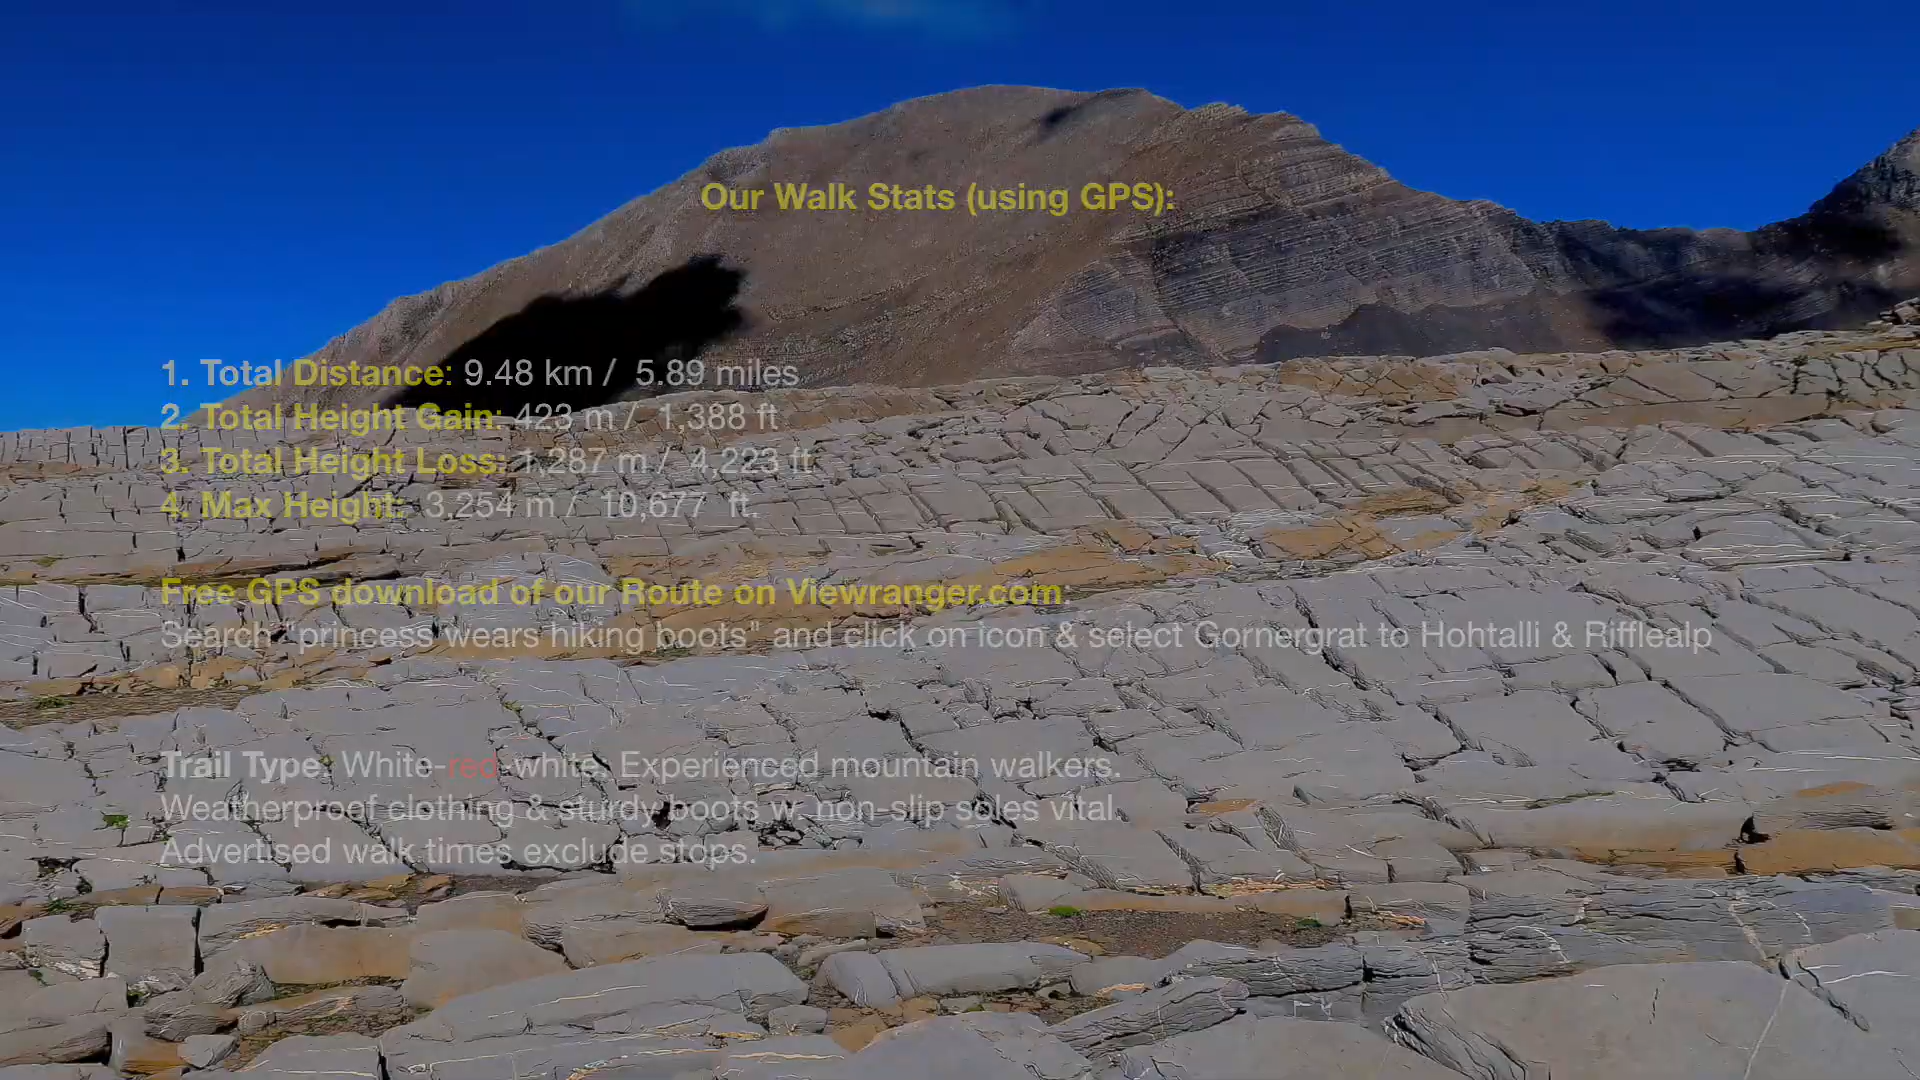 Our Walk Stats (using GPS):
1. Total Distance: 9.48 km / 5.89 miles
2. Total Height Gain: 423 m / 1,388 ft
3. Total Height Loss: 1,287 m / 4,223 ft
4. Max Height: 3,254 m / 10,677 ft.
Free GPS download of our Route on Viewranger.com:
Search "princess wears hiking boots" and click on icon & select Gornergrat to Hohtalli & Rifflealp
Trail Type: White-red-white. Experienced mountain walkers.
Weatherproof clothing & sturdy boots w. non-slip soles vital.
Advertised walk times exclude stops.